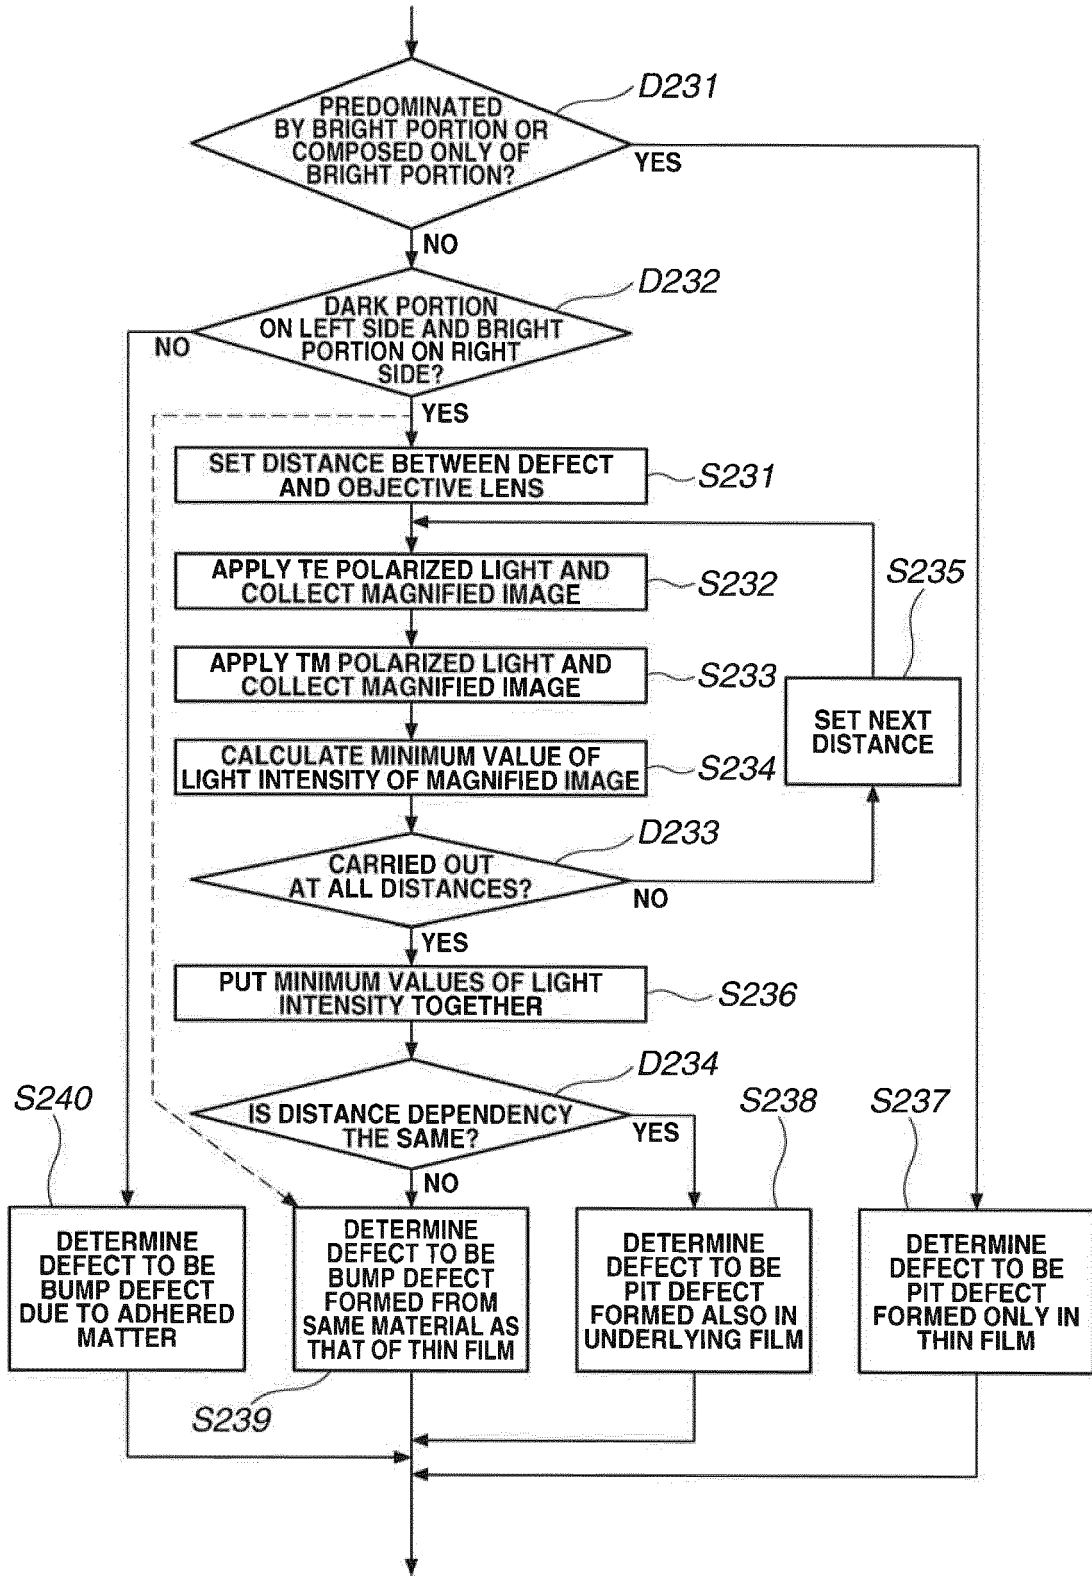 D231
PREDOMINATED
BY BRIGHT PORTION OR
COMPOSED ONLY OF
BRIGHT PORTION?
YES
NO
D232
DARK PORTION
ON LEFT SIDE AND BRIGHT
PORTION ON RIGHT
SIDE?
NO
YES
SET DISTANCE BETWEEN DEFECT
AND OBJECTIVE LENS
S231
APPLY TE POLARIZED LIGHT AND
COLLECT MAGNIFIED IMAGE
S232
S235
APPLY TM POLARIZED LIGHT AND
COLLECT MAGNIFIED IMAGE
S233
SET NEXT
DISTANCE
CALCULATE MINIMUM VALUE OF
LIGHT INTENSITY OF MAGNIFIED IMAGE
S234
D233
CARRIED OUT
AT ALL DISTANCES?
NO
YES
PUT MINIMUM VALUES OF LIGHT
INTENSITY TOGETHER
S236
D234
IS DISTANCE DEPENDENCY
THE SAME?
YES
NO
S240
S238
S237
DETERMINE
DEFECT TO BE
BUMP DEFECT
DUE TO ADHERED
MATTER
DETERMINE
DEFECT TO BE
BUMP DEFECT
FORMED FROM
SAME MATERIAL AS
THAT OF THIN FILM
DETERMINE
DEFECT TO BE
PIT DEFECT
FORMED ALSO IN
UNDERLYING FILM
DETERMINE
DEFECT TO BE
PIT DEFECT
FORMED ONLY IN
THIN FILM
S239